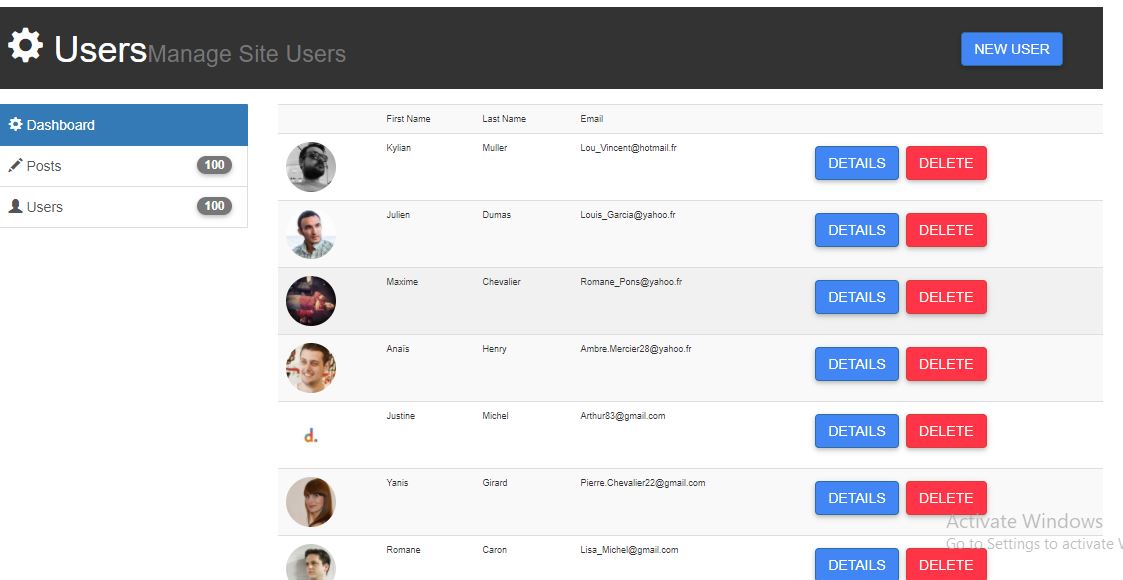 Users Manage Site Users NEW USER
Dashboard
Posts 100
Users 100
First Name Last Name Email
Kylian Muller Lou_Vincent@hotmail.fr DETAILS DELETE
Julien Dumas Louis_Garcia@yahoo.fr DETAILS DELETE
Maxime Chevalier Romane_Pons@yahoo.fr DETAILS DELETE
Anaïs Henry Ambre.Mercier28@yahoo.fr DETAILS DELETE
d. Justine Michel Arthur83@gmail.com DETAILS DELETE
Yanis Girard Pierre.Chevalier22@gmail.com DETAILS DELETE
Romane Caron Lisa_Michel@gmail.com DETAILS DELETE
Activate Windows
Go to Settings to activate